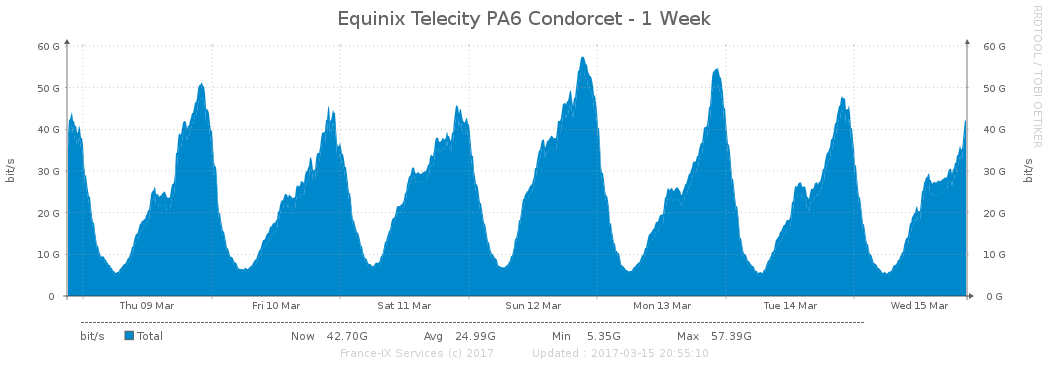 Equinix Telecity PA6 Condorcet - 1 Week
RRDTOOL / TOBI OETIKER
60 G 60 G
50 G 50 G
40 G 40 G
30 G 30 G
20 G 20 G
10 G 10 G
0 0 G
bit/s bit/s
Thu 09 Mar Fri 10 Mar Sat 11 Mar Sun 12 Mar Mon 13 Mar Tue 14 Mar Wed 15 Mar
bit/s Total Now 42.70G Avg 24.99G Min 5.35G Max 57.39G
France-IX Services (c) 2017 Updated : 2017-03-15 20:55:10